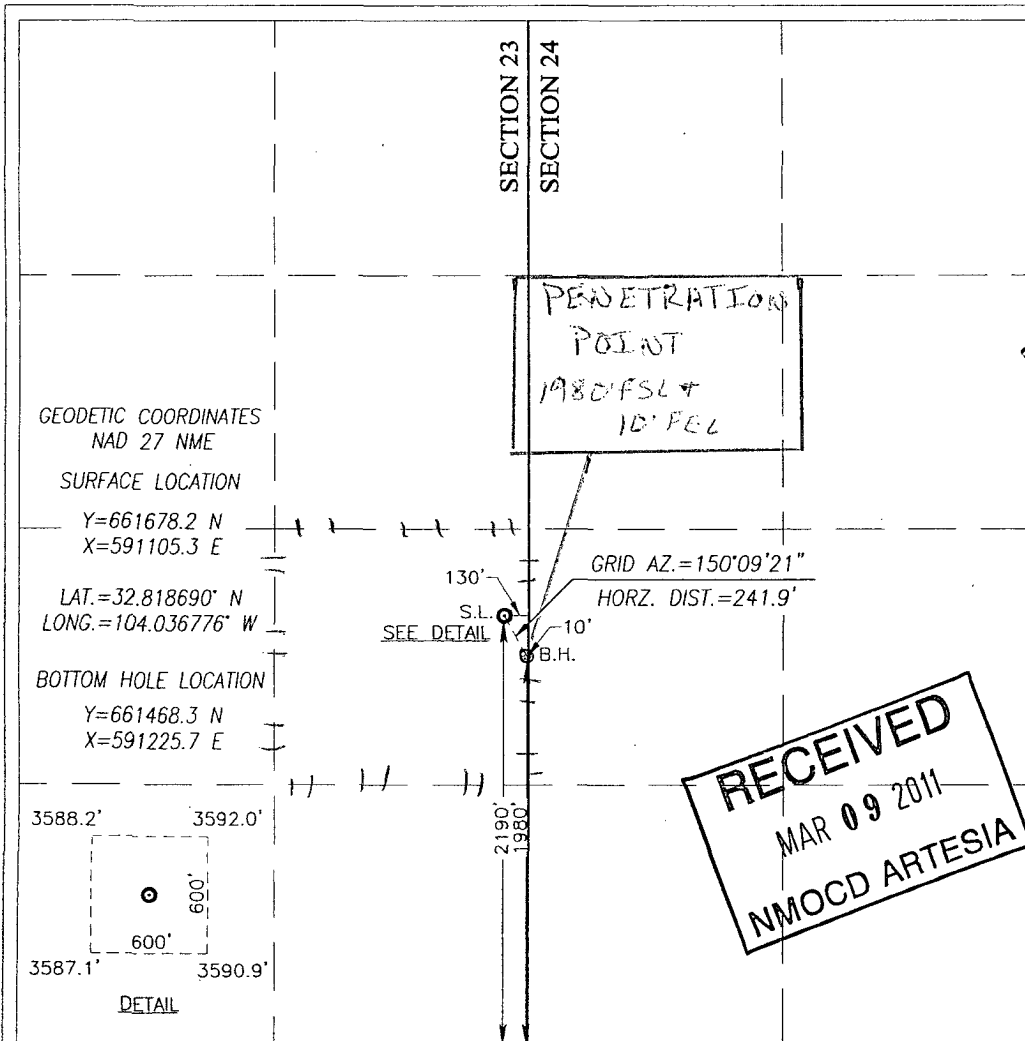 SECTION 23
SECTION 24
PENETRATION
POINT
1980'FSL &
10' FEL
GEODETIC COORDINATES
NAD 27 NME
SURFACE LOCATION
Y=661678.2 N
X=591105.3 E
LAT.=32.818690° N
LONG.=104.036776° W
BOTTOM HOLE LOCATION
Y=661468.3 N
X=591225.7 E
130'
S.L.
SEE DETAIL
GRID AZ.=150°09'21"
HORZ. DIST.=241.9'
10'
B.H.
2190'
1980'
3588.2' 3592.0'
600'
600'
3587.1' 3590.9'
DETAIL
RECEIVED
MAR 09 2011
NMOCD ARTESIA